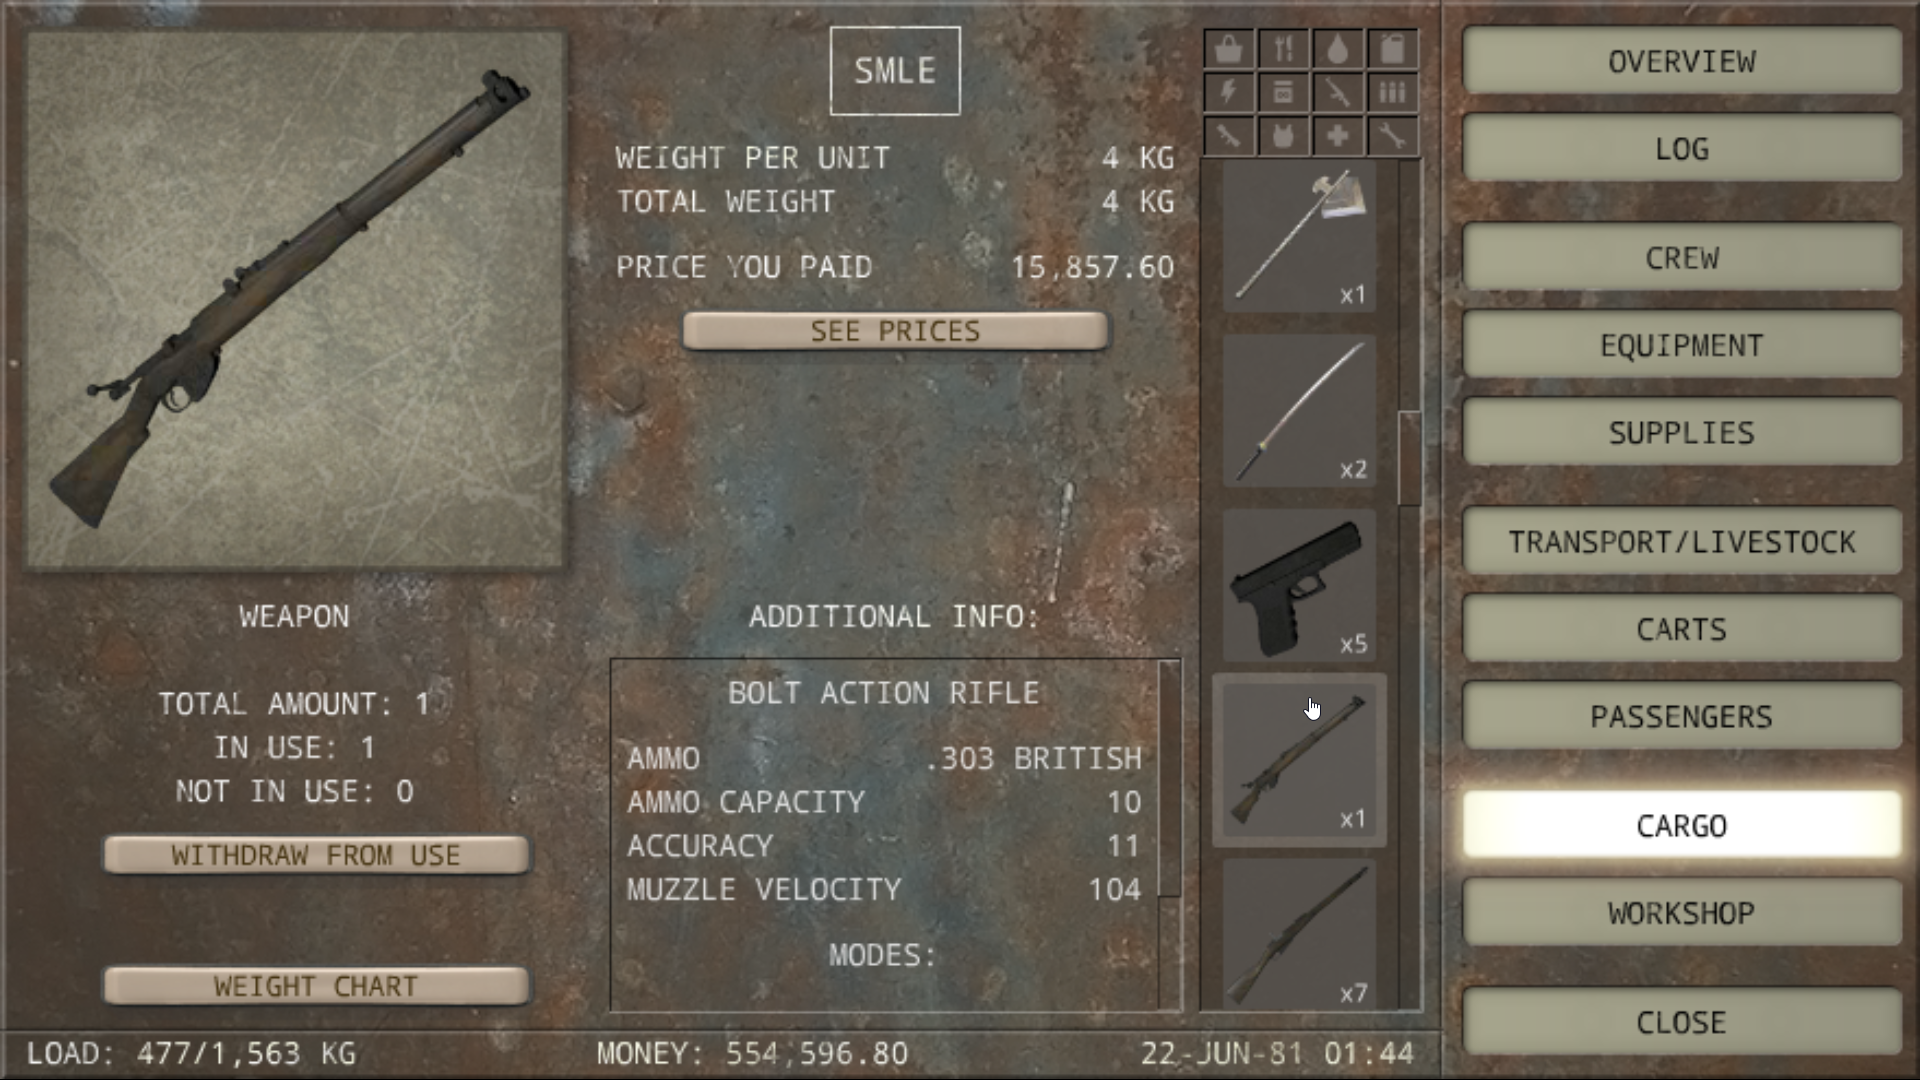 SMLE
WEIGHT PER UNIT 4 KG
TOTAL WEIGHT 4 KG
PRICE YOU PAID 15,857.60
SEE PRICES
WEAPON
TOTAL AMOUNT: 1
IN USE: 1
NOT IN USE: 0
WITHDRAW FROM USE
WEIGHT CHART
ADDITIONAL INFO:
BOLT ACTION RIFLE
AMMO .303 BRITISH
AMMO CAPACITY 10
ACCURACY 11
MUZZLE VELOCITY 104
MODES:
x1
x2
x5
x1
x7
OVERVIEW
LOG
CREW
EQUIPMENT
SUPPLIES
TRANSPORT/LIVESTOCK
CARTS
PASSENGERS
CARGO
WORKSHOP
CLOSE
LOAD: 477/1,563 KG
MONEY: 554,596.80
22-JUN-81 01:44